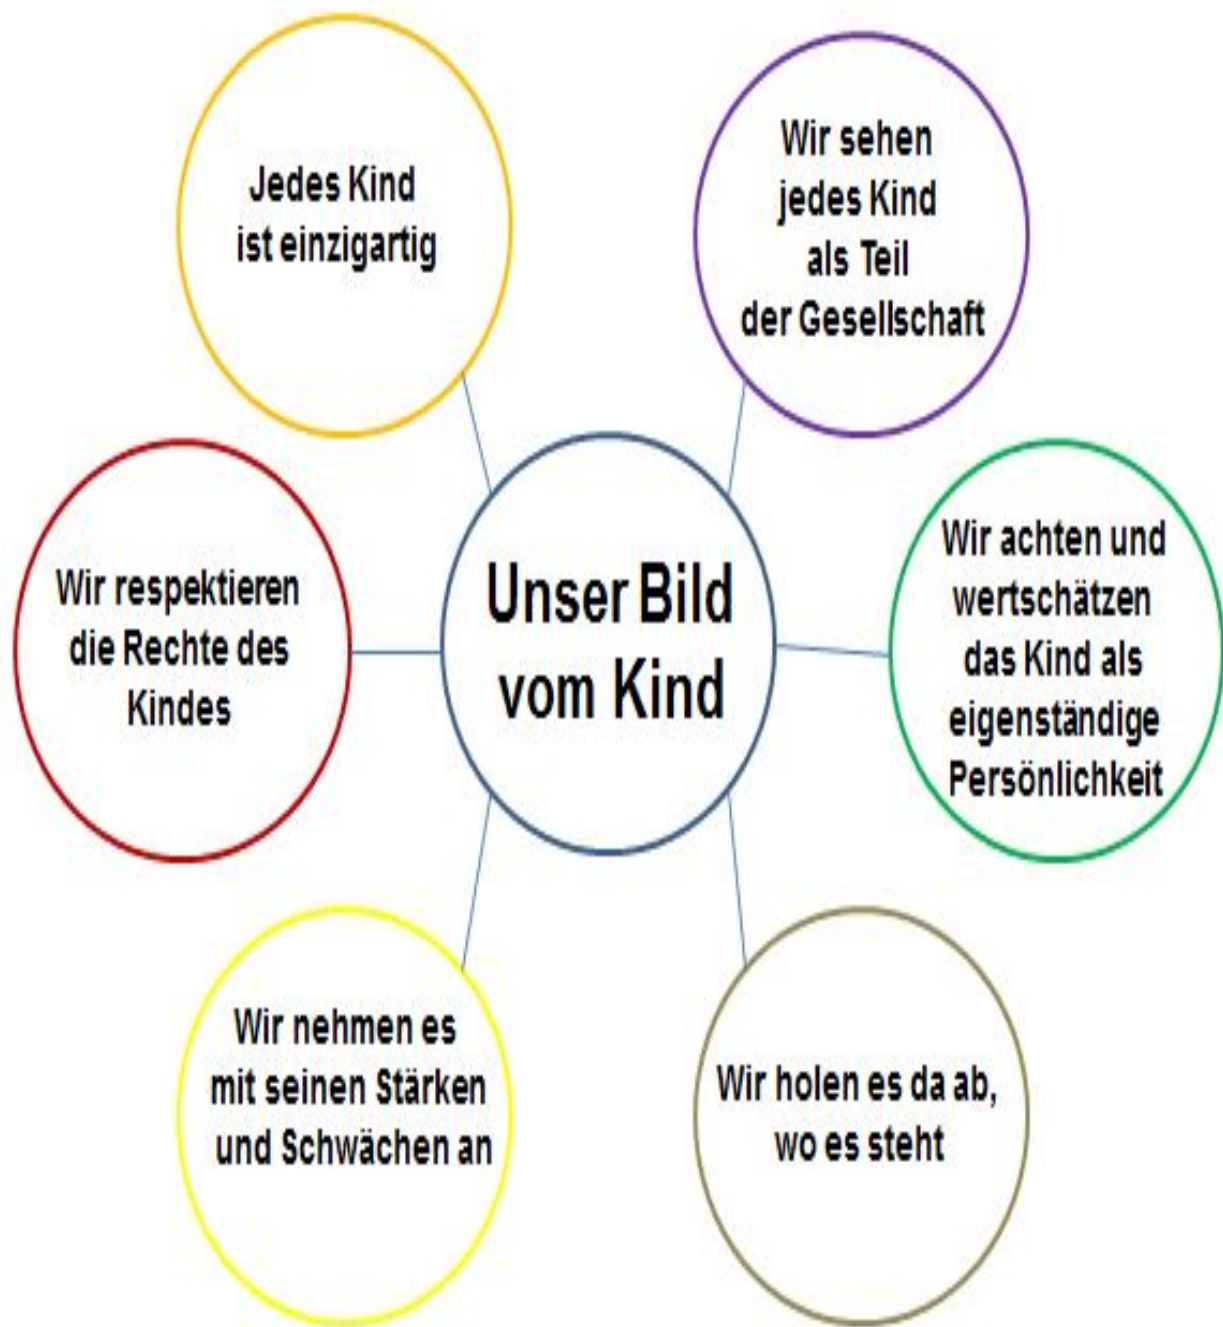 Jedes Kind
ist einzigartig
Wir sehen
jedes Kind
als Teil
der Gesellschaft
Wir respektieren
die Rechte des
Kindes
Unser Bild
vom Kind
Wir achten und
wertschätzen
das Kind als
eigenständige
Persönlichkeit
Wir nehmen es
mit seinen Stärken
und Schwächen an
Wir holen es da ab,
wo es steht